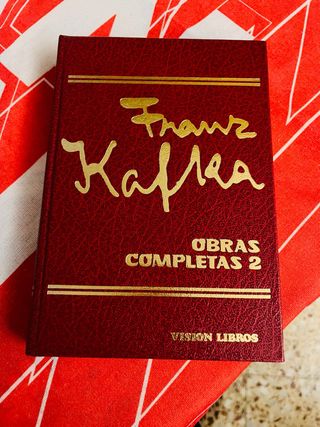 Franz
Kafka
OBRAS
COMPLETAS 2
VISION LIBROS